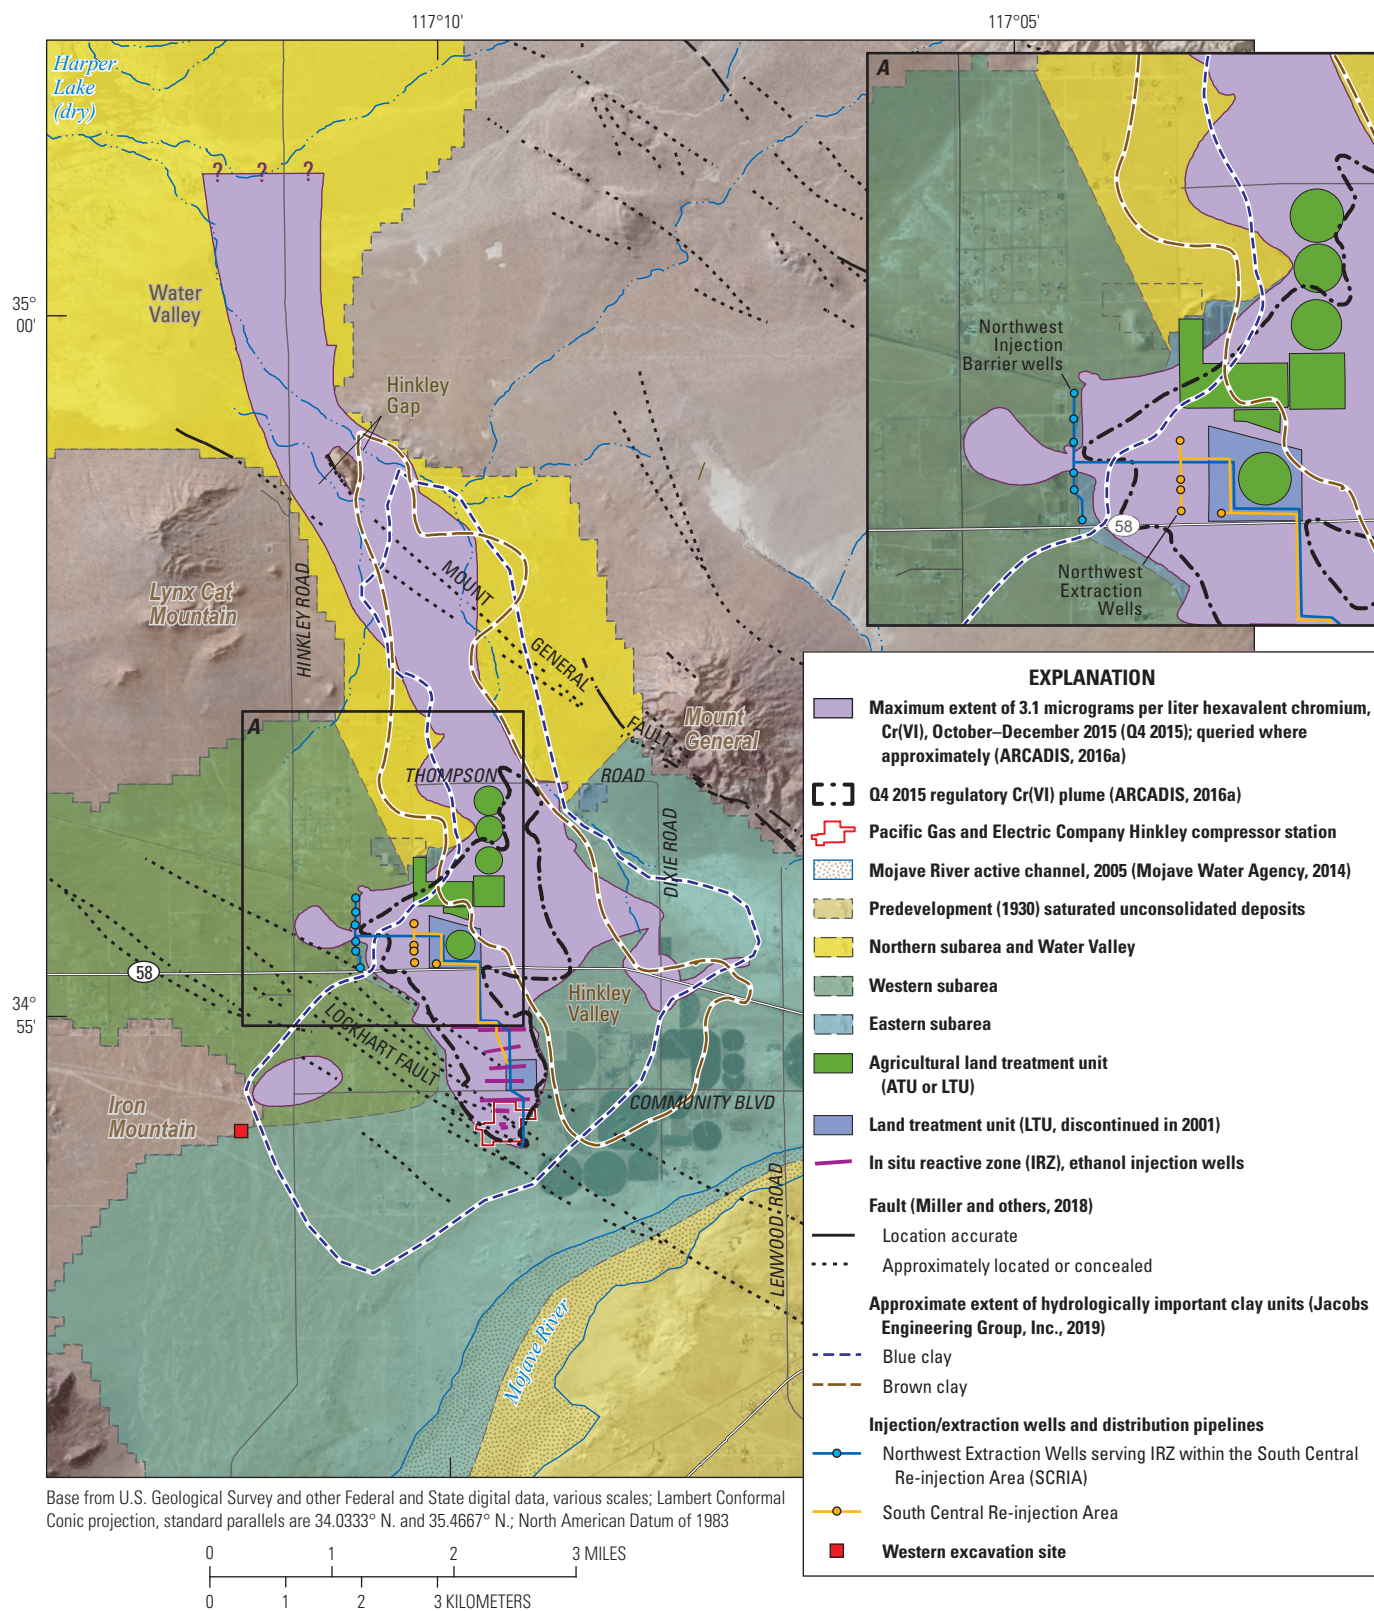 117°10'
117°05'
Harper
Lake
(dry)
A
? ? ?
Water
Valley
35°
00'
Hinkley
Gap
Northwest
Injection
Barrier wells
58
Northwest
Extraction
Wells
Lynx Cat
Mountain
HINKLEY ROAD
MOUNT
GENERAL
FAULT
Mount
General
A
THOMPSON
ROAD
DIXIE ROAD
58
34°
55'
Hinkley
Valley
LOCKHART FAULT
Iron
Mountain
COMMUNITY BLVD
LENWOOD ROAD
Mojave River
EXPLANATION
Maximum extent of 3.1 micrograms per liter hexavalent chromium,
Cr(VI), October–December 2015 (Q4 2015); queried where
approximately (ARCADIS, 2016a)
Q4 2015 regulatory Cr(VI) plume (ARCADIS, 2016a)
Pacific Gas and Electric Company Hinkley compressor station
Mojave River active channel, 2005 (Mojave Water Agency, 2014)
Predevelopment (1930) saturated unconsolidated deposits
Northern subarea and Water Valley
Western subarea
Eastern subarea
Agricultural land treatment unit
(ATU or LTU)
Land treatment unit (LTU, discontinued in 2001)
In situ reactive zone (IRZ), ethanol injection wells
Fault (Miller and others, 2018)
Location accurate
Approximately located or concealed
Approximate extent of hydrologically important clay units (Jacobs
Engineering Group, Inc., 2019)
Blue clay
Brown clay
Injection/extraction wells and distribution pipelines
Northwest Extraction Wells serving IRZ within the South Central
Re-injection Area (SCRIA)
South Central Re-injection Area
Western excavation site
Base from U.S. Geological Survey and other Federal and State digital data, various scales; Lambert Conformal
Conic projection, standard parallels are 34.0333° N. and 35.4667° N.; North American Datum of 1983
0 1 2 3 MILES
0 1 2 3 KILOMETERS